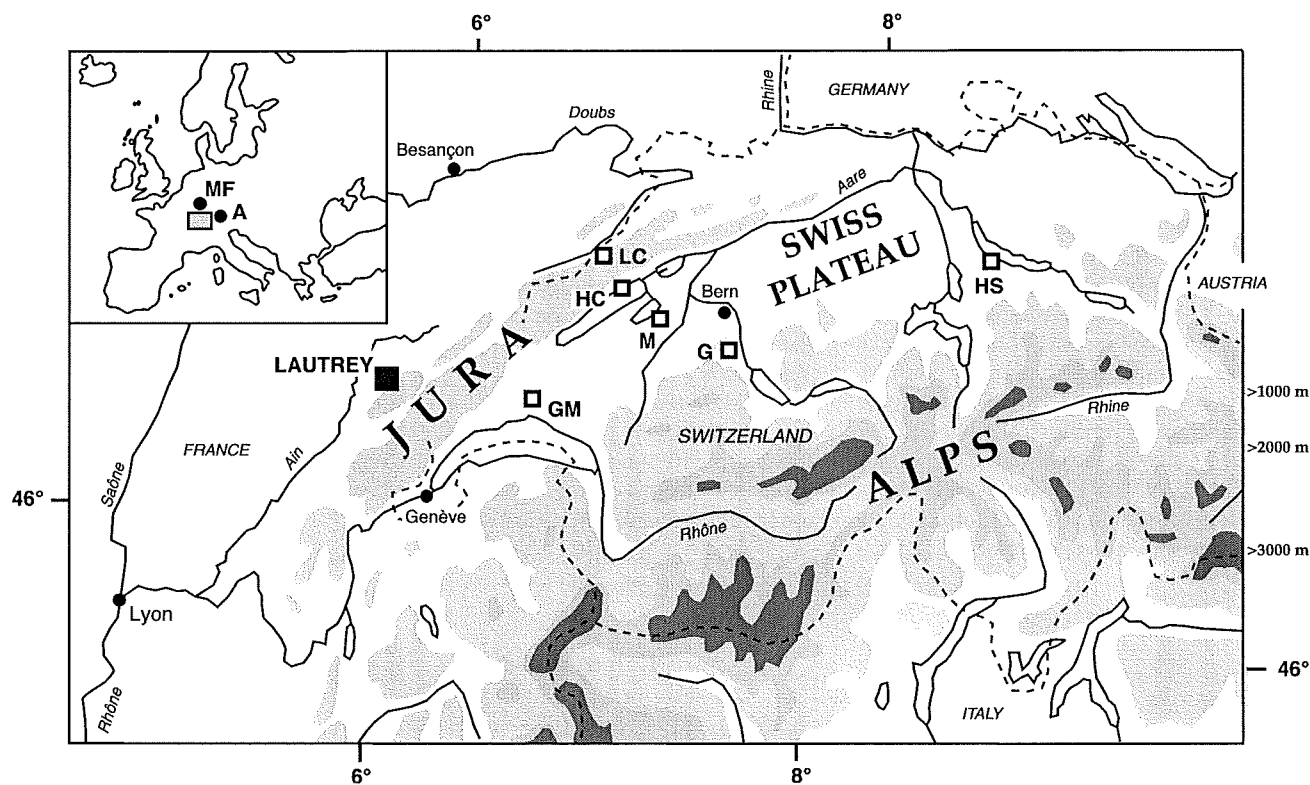 6°
8°
GERMANY
Rhine
Doubs
Besançon
MF
A
Aare
SWISS
PLATEAU
LC
HC
HS
AUSTRIA
Bern
M
G
LAUTREY
JURA
GM
>1000 m
Rhine
SWITZERLAND
FRANCE
Ain
ALPS
>2000 m
Saône
46°
Genève
Rhône
>3000 m
Lyon
46°
Rhône
ITALY
6°
8°